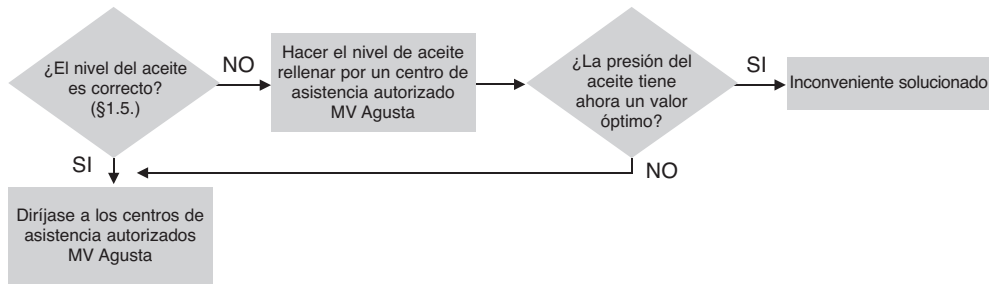 ¿El nivel del aceite
es correcto?
(§1.5.)
NO
Hacer el nivel de aceite
rellenar por un centro de
asistencia autorizado
MV Agusta
¿La presión del
aceite tiene
ahora un valor
óptimo?
SI
Inconveniente solucionado
SI
NO
Diríjase a los centros de
asistencia autorizados
MV Agusta